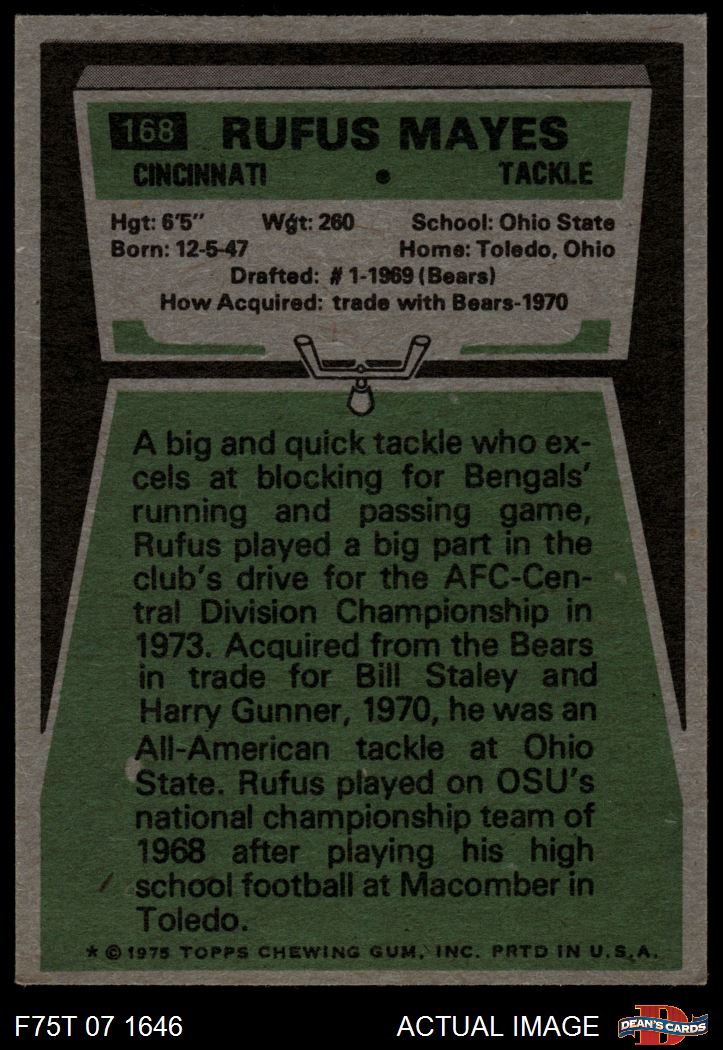 168 RUFUS MAYES
CINCINNATI • TACKLE
Hgt: 6'5" Wgt: 260 School: Ohio State
Born: 12-5-47 Home: Toledo, Ohio
Drafted: #1-1969 (Bears)
How Acquired: trade with Bears-1970
A big and quick tackle who ex-
cels at blocking for Bengals'
running and passing game,
Rufus played a big part in the
club's drive for the AFC-Cen-
tral Division Championship in
1973. Acquired from the Bears
in trade for Bill Staley and
Harry Gunner, 1970, he was an
All-American tackle at Ohio
State. Rufus played on OSU's
national championship team of
1968 after playing his high
school football at Macomber in
Toledo.
* © 1975 TOPPS CHEWING GUM, INC. PRTD IN U.S.A.
F75T 07 1646 ACTUAL IMAGE D DEAN'S CARDS